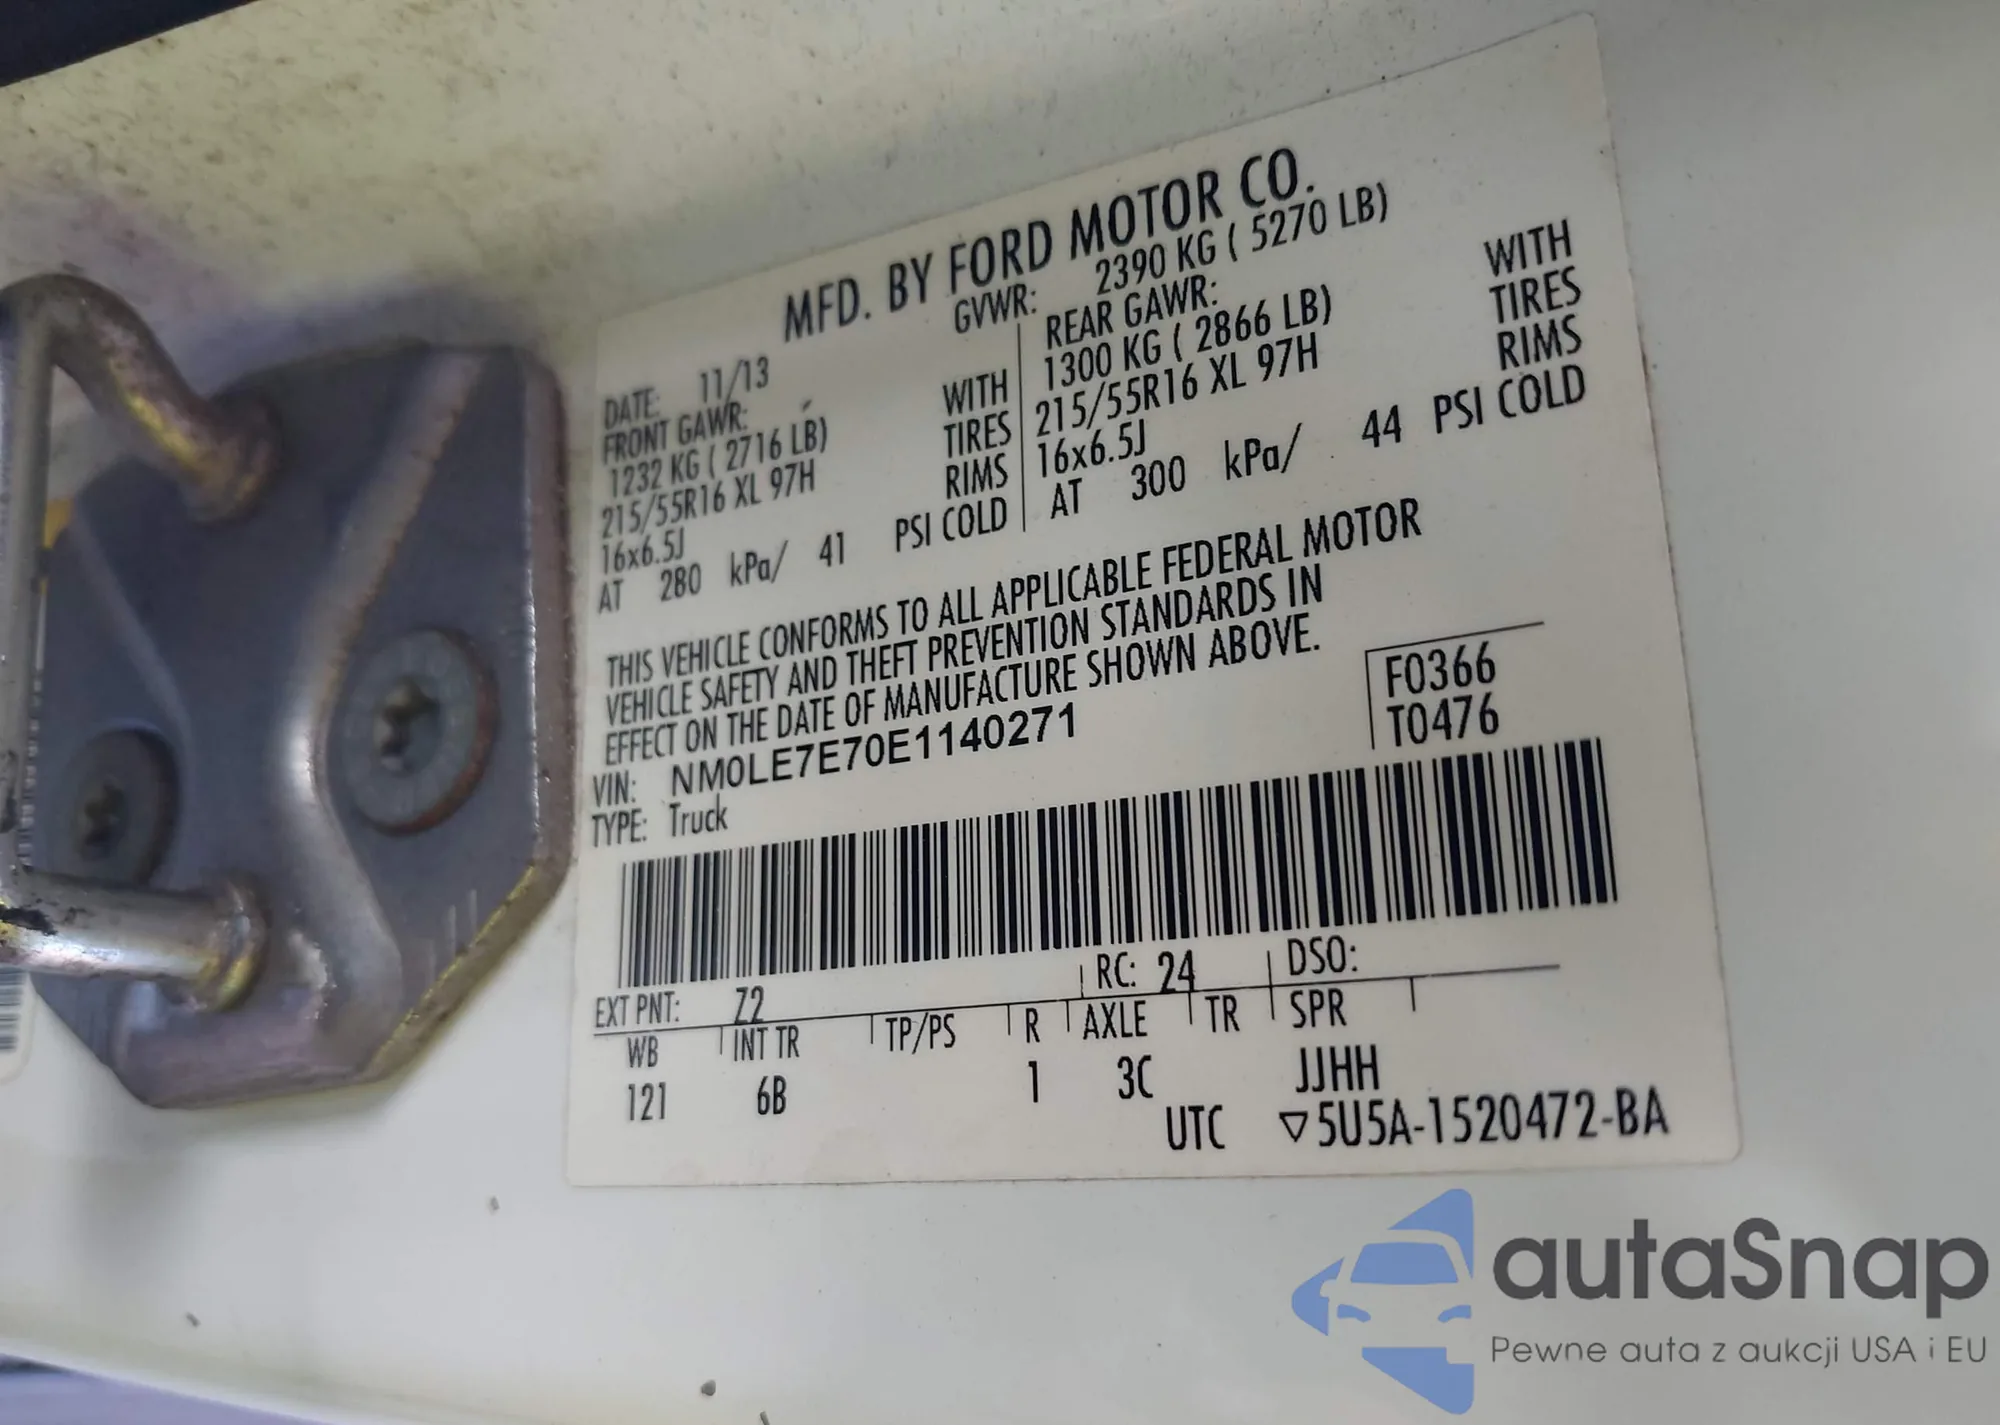 MFD. BY FORD MOTOR CO.
GVWR: 2390 KG ( 5270 LB)
DATE: 11/13
FRONT GAWR:
1232 KG ( 2716 LB) WITH
215/55R16 XL 97H TIRES
16x6.5J RIMS
AT 280 kPa/ 41 PSI COLD
REAR GAWR:
1300 KG ( 2866 LB) WITH
215/55R16 XL 97H TIRES
16x6.5J RIMS
AT 300 kPa/ 44 PSI COLD
THIS VEHICLE CONFORMS TO ALL APPLICABLE FEDERAL MOTOR
VEHICLE SAFETY AND THEFT PREVENTION STANDARDS IN
EFFECT ON THE DATE OF MANUFACTURE SHOWN ABOVE.
VIN: NM0LE7E70E1140271
TYPE: Truck
F0366
T0476
EXT PNT: Z2 RC: 24 DSO:
WB INT TR TP/PS R AXLE TR SPR
121 6B 1 3C JJHH
UTC ▽5U5A-1520472-BA
autaSnap
Pewne auta z aukcji USA i EU